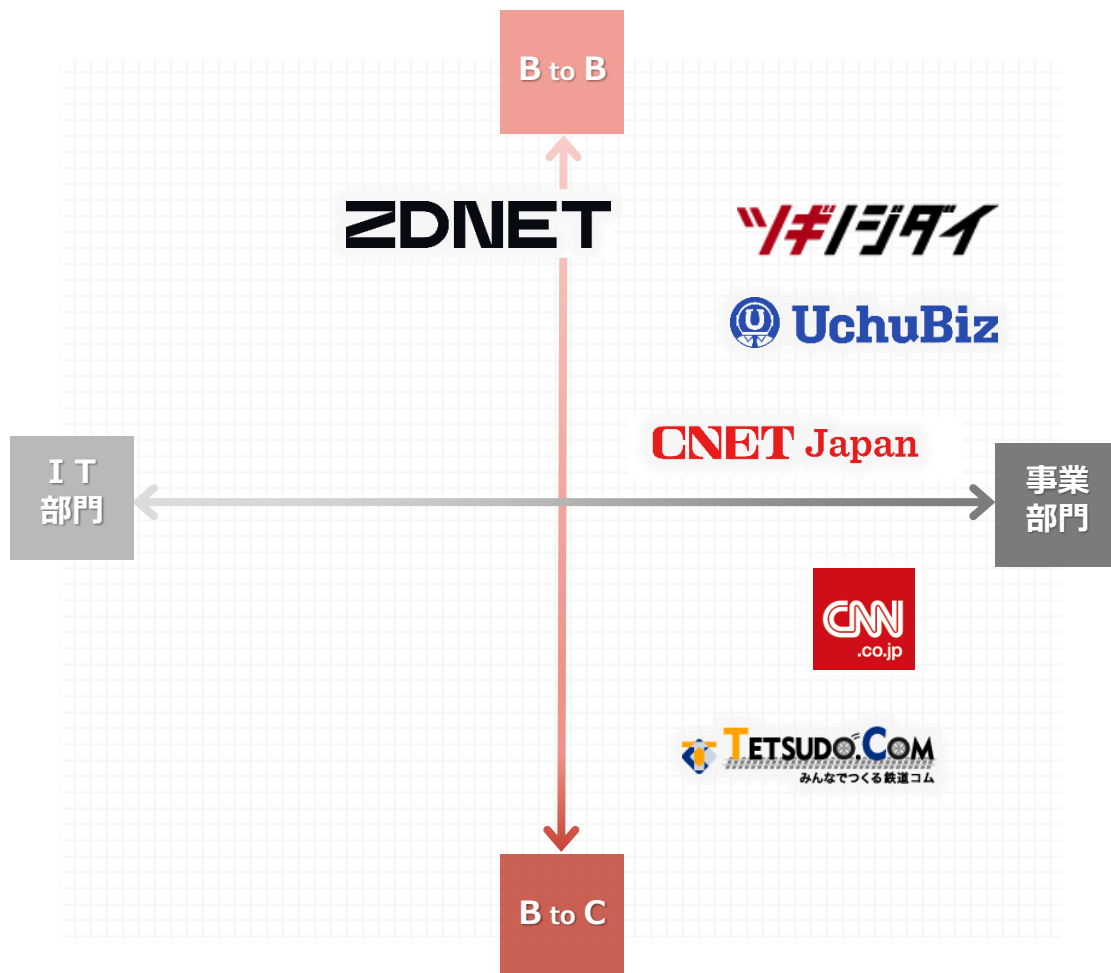 B to B
ZDNET
ツギノジダイ
UchuBiz
CNET Japan
ＩＴ
部門
事業
部門
CNN
.co.jp
TETSUDO.COM
みんなでつくる鉄道コム
B to C